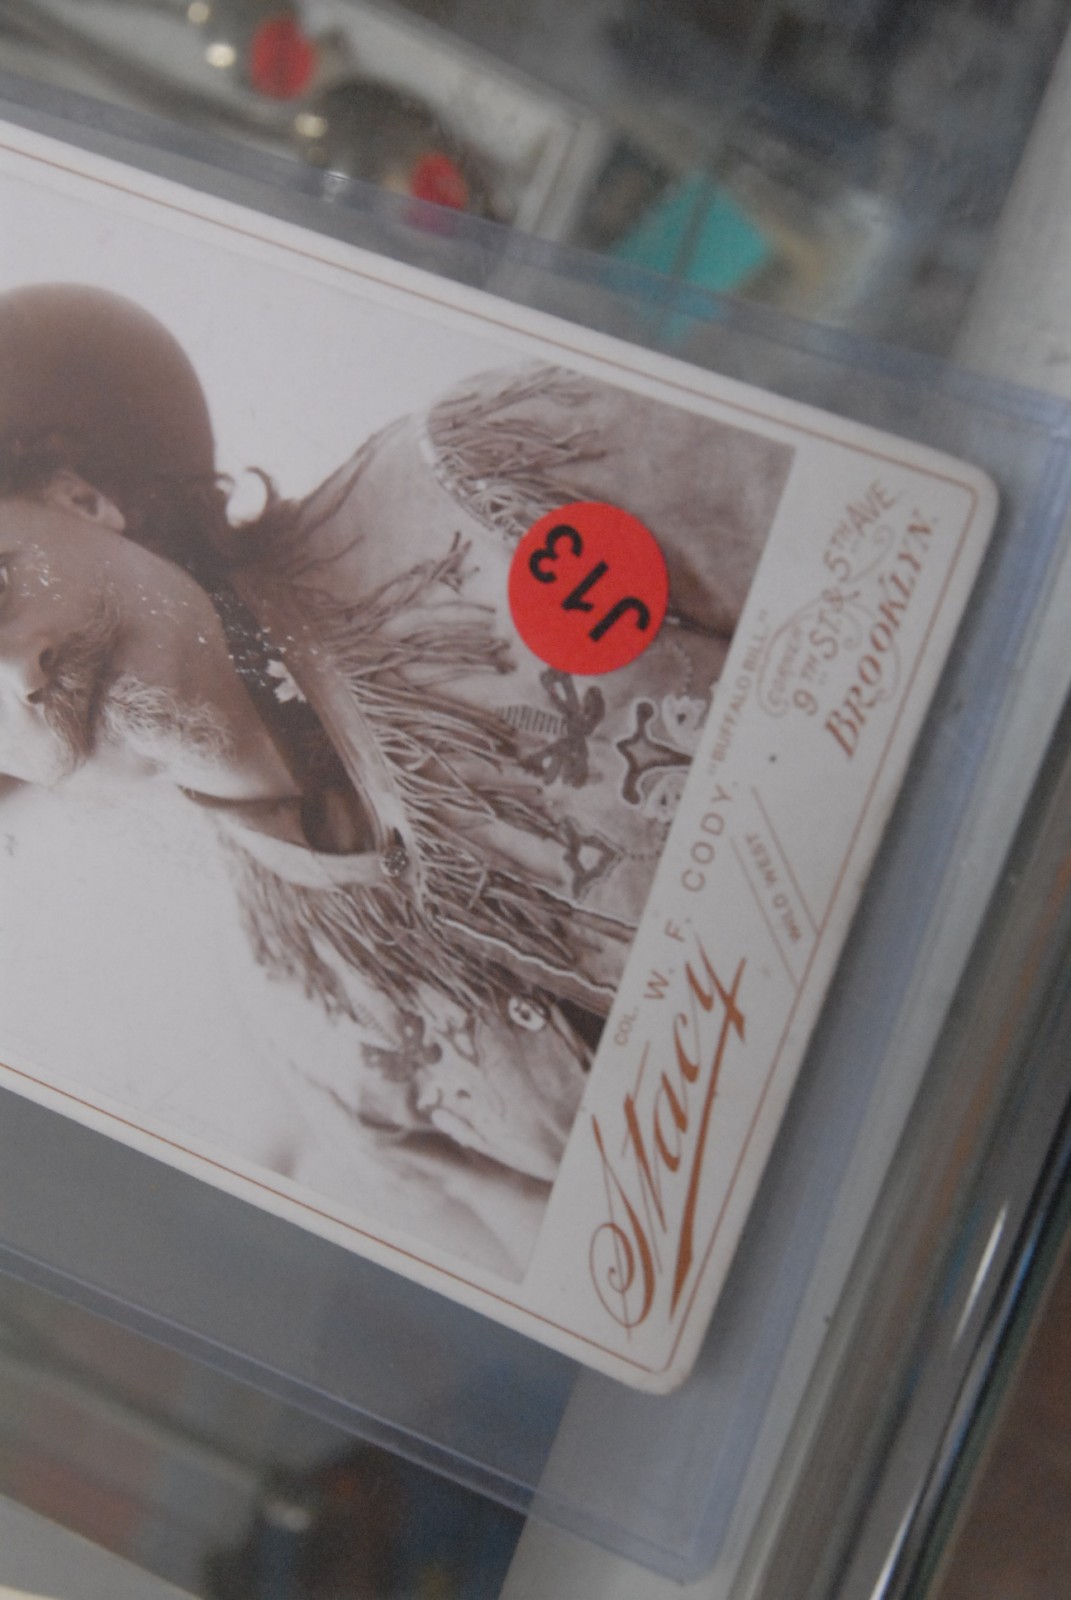 J13
COL. W. F. CODY. "BUFFALO BILL."
Stacy
WILD WEST
CORNER
9TH ST & 5TH AVE.
BROOKLYN.